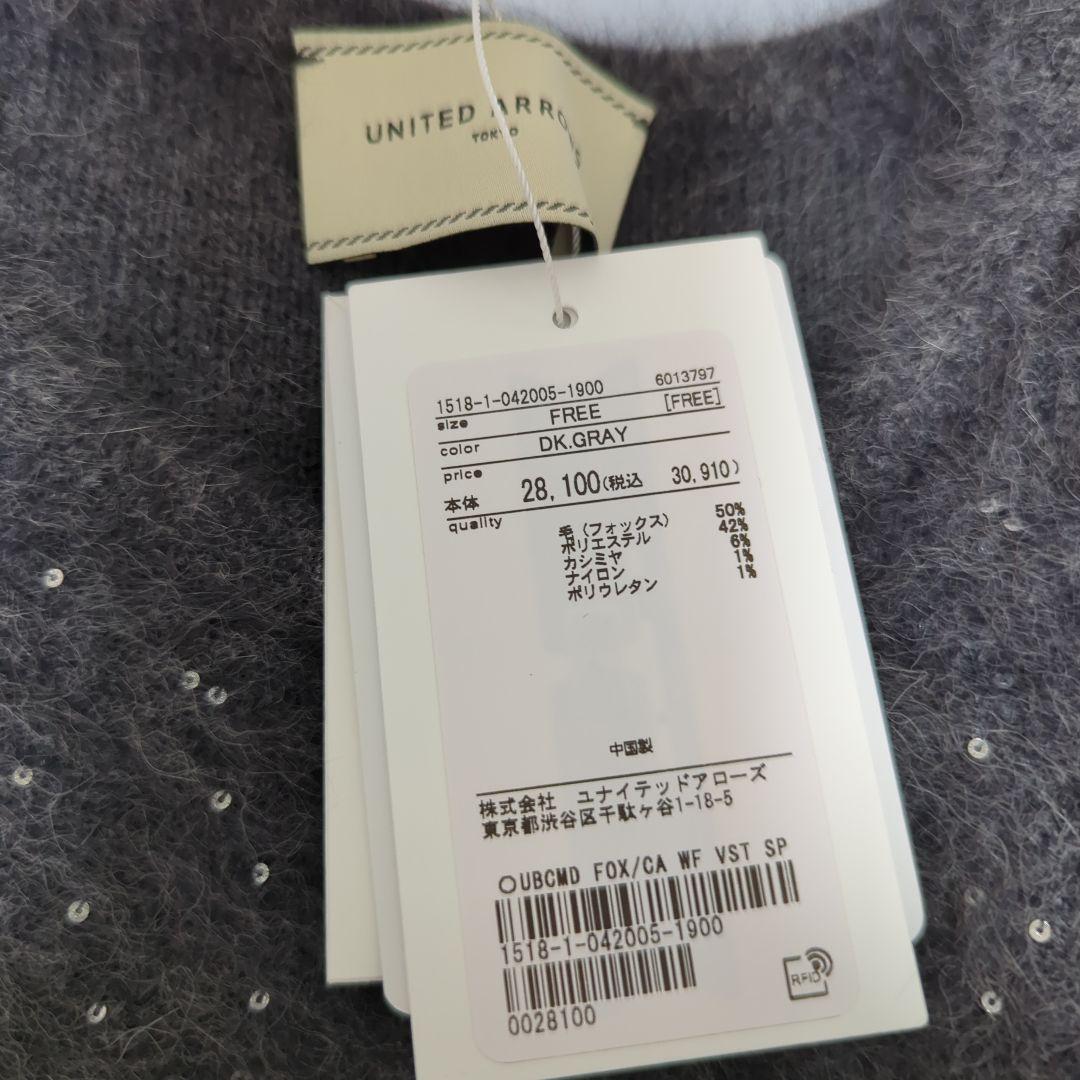 UNITED ARRO S
TOKYO
1518-1-042005-1900 6013797
size FREE [FREE]
color DK.GRAY
price
本体 28,100(税込 30,910)
quality
毛(フォックス) 50%
ポリエステル 42%
カシミヤ 6%
ナイロン 1%
ポリウレタン 1%
中国製
株式会社 ユナイテッドアローズ
東京都渋谷区千駄ヶ谷1-18-5
○UBCMD FOX/CA WF VST SP
1518-1-042005-1900
0028100
RFID